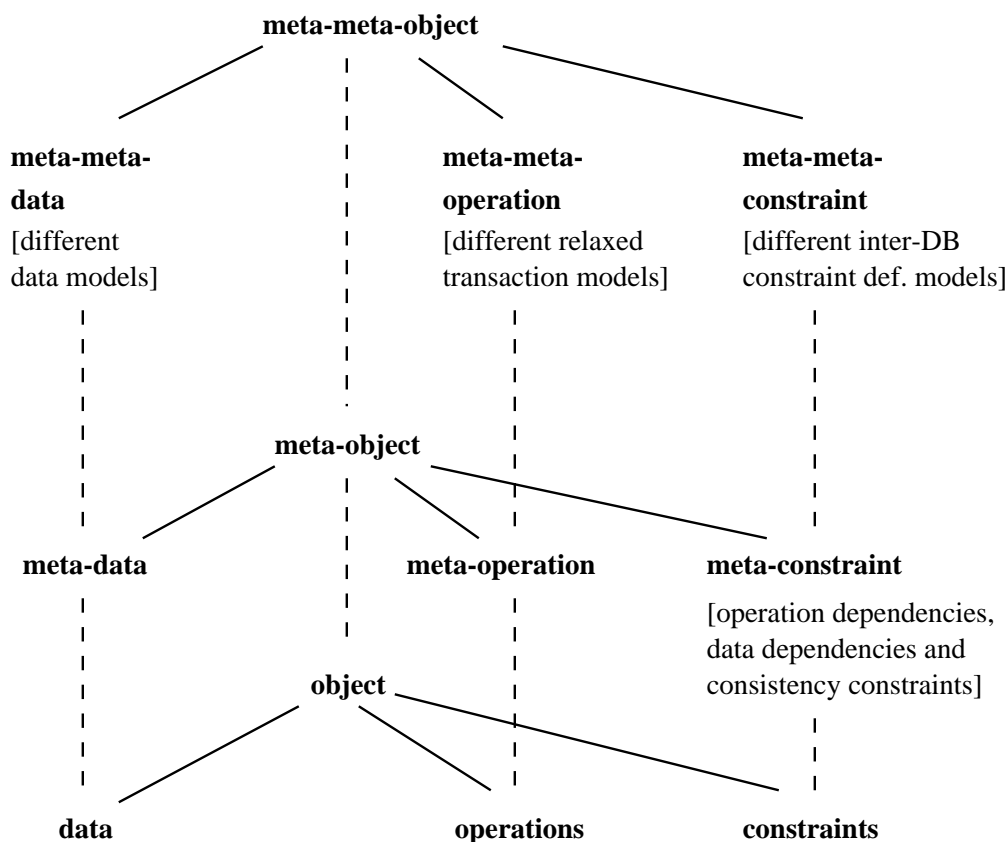 meta-meta-object
meta-meta-
data
[different
data models]
meta-meta-
operation
[different relaxed
transaction models]
meta-meta-
constraint
[different inter-DB
constraint def. models]
meta-object
meta-data
meta-operation
meta-constraint
[operation dependencies,
data dependencies and
consistency constraints]
object
data
operations
constraints